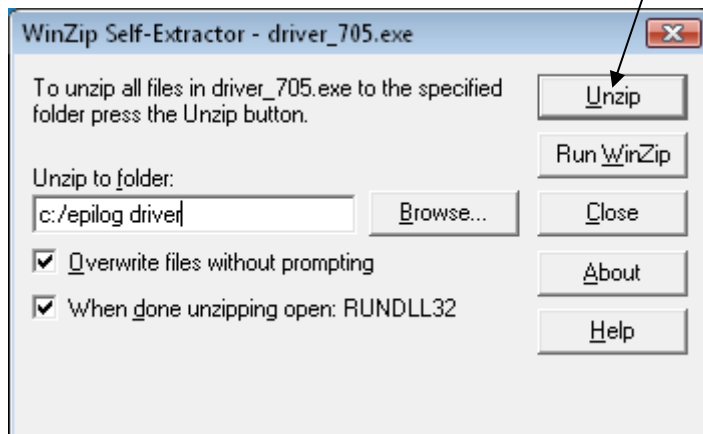 WinZip Self-Extractor - driver_705.exe
To unzip all files in driver_705.exe to the specified
folder press the Unzip button.
Unzip to folder:
c:/epilog driver
Browse...
Overwrite files without prompting
When done unzipping open: RUNDLL32
Unzip
Run WinZip
Close
About
Help